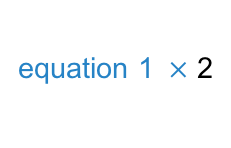 equation 1 × 2